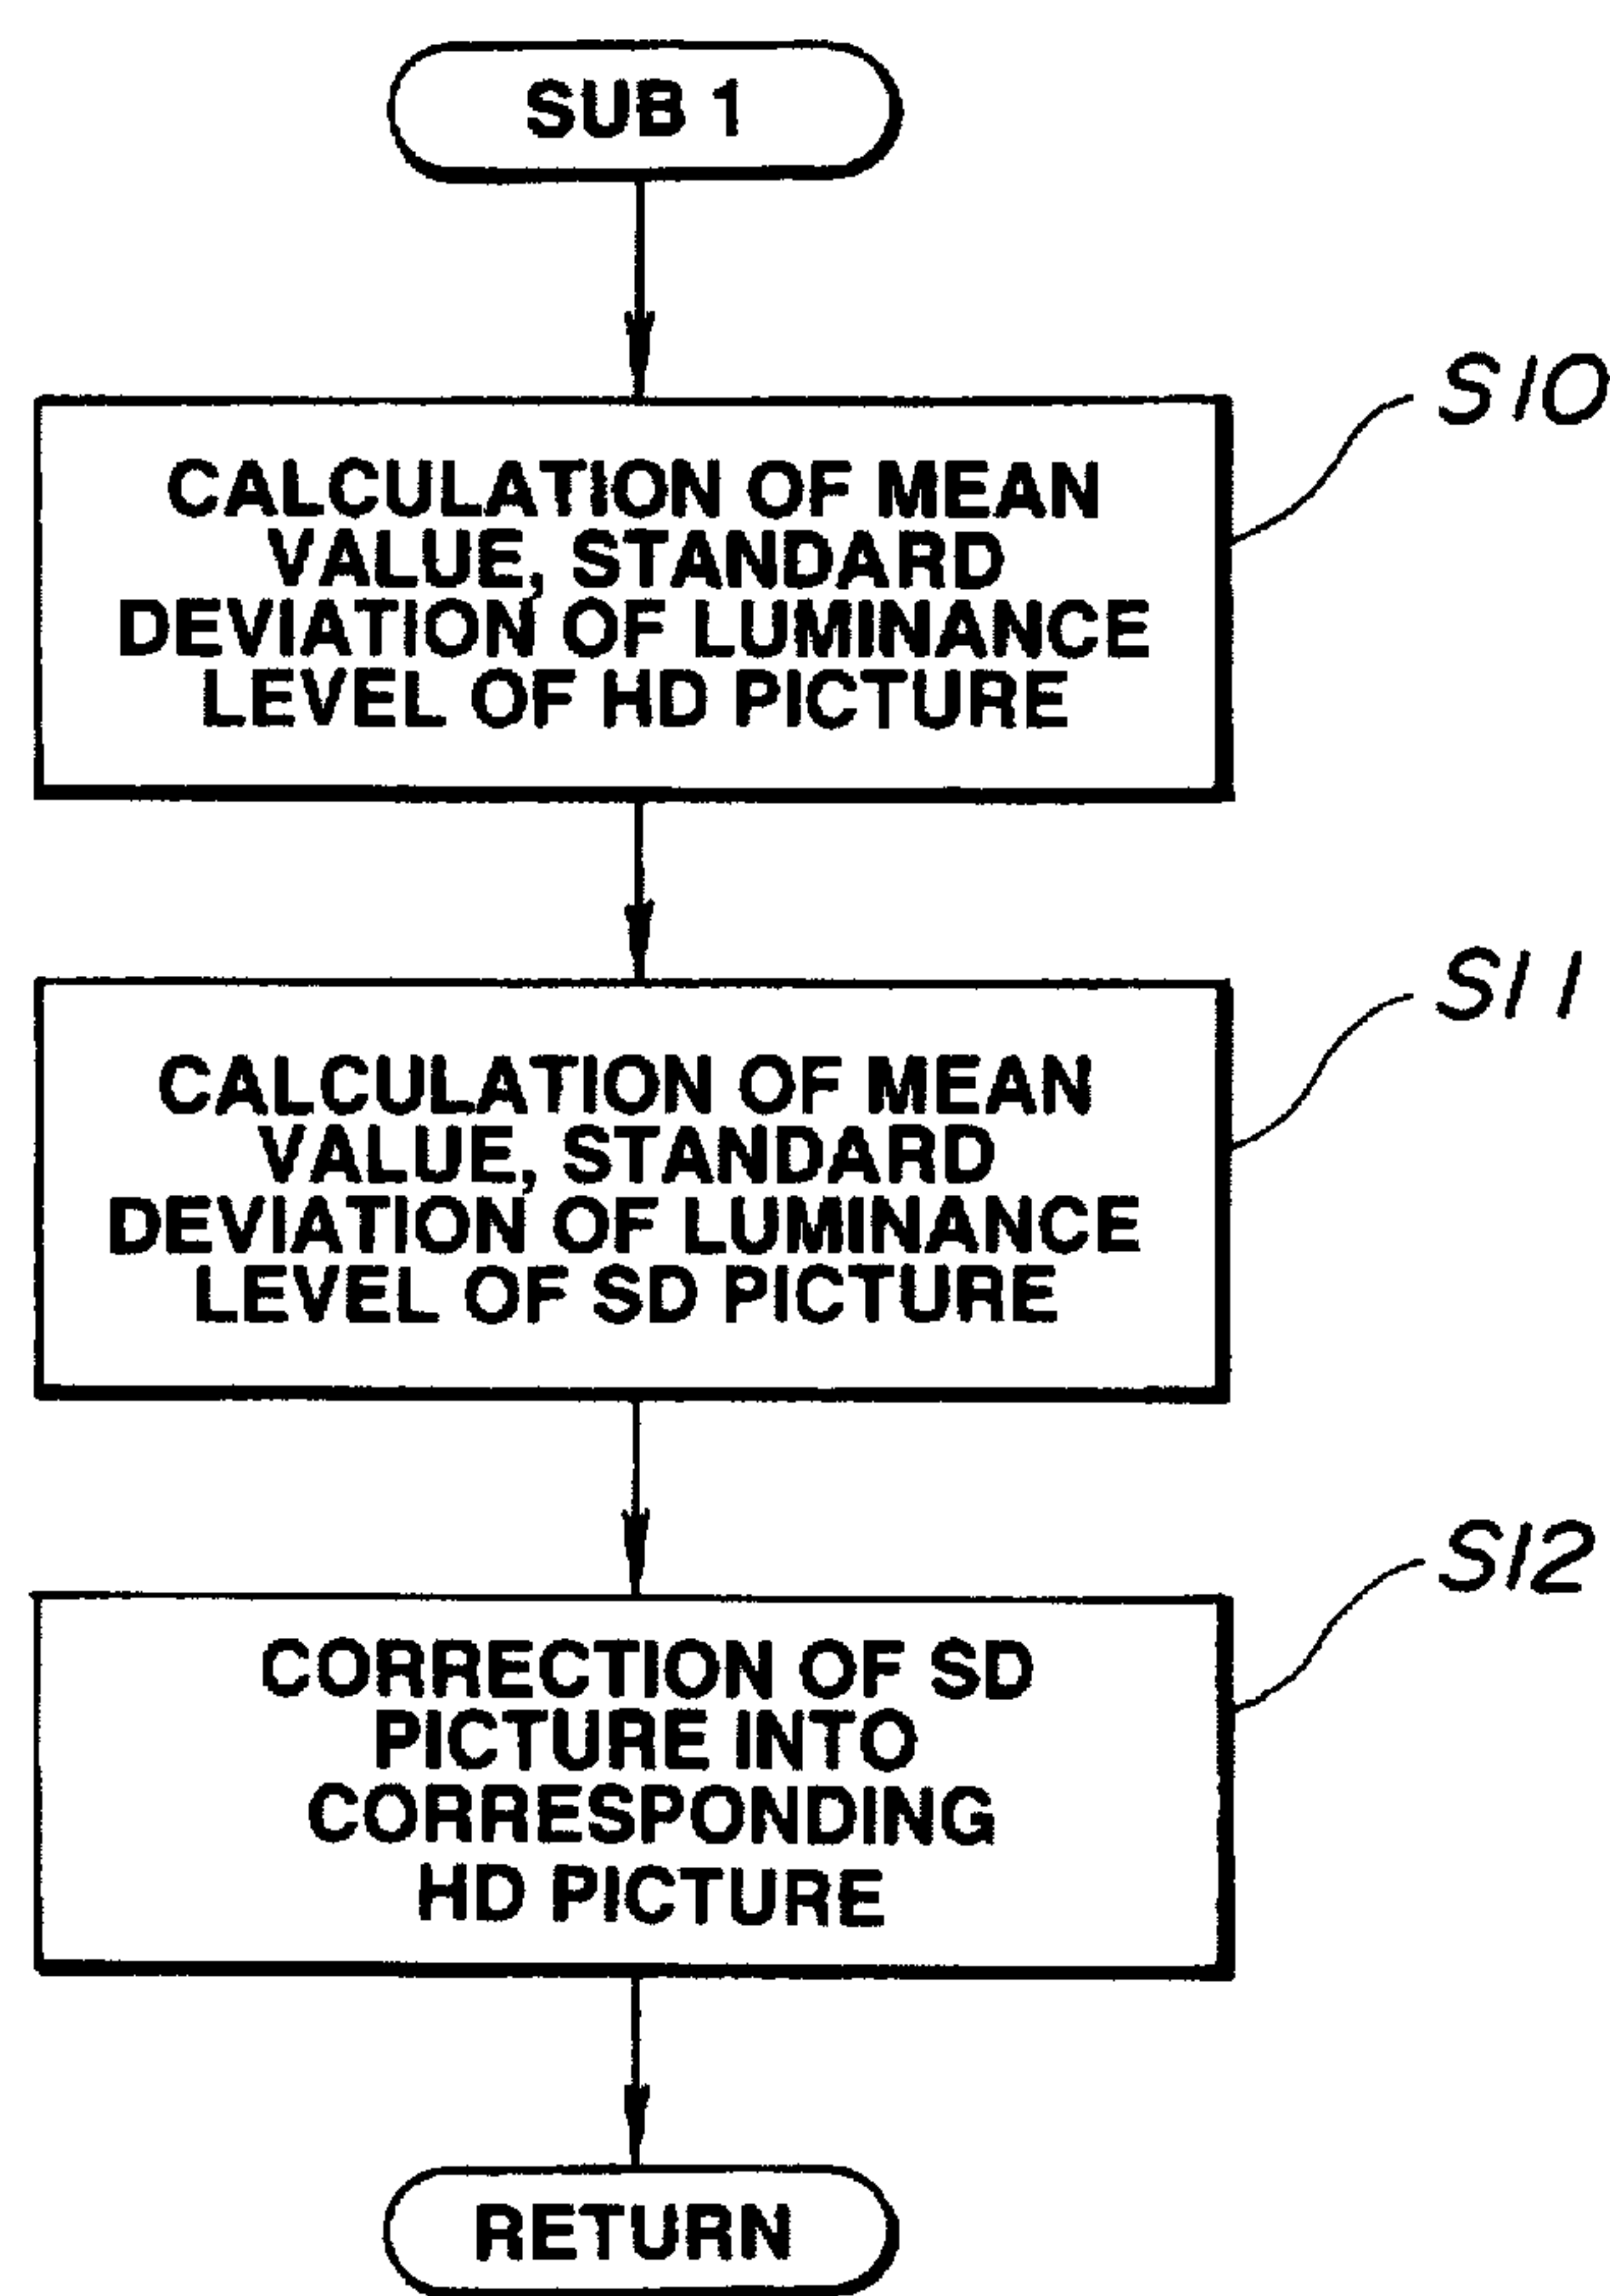 SUB 1
S10
CALCULATION OF MEAN
VALUE, STANDARD
DEVIATION OF LUMINANCE
LEVEL OF HD PICTURE
S11
CALCULATION OF MEAN
VALUE, STANDARD
DEVIATION OF LUMINANCE
LEVEL OF SD PICTURE
S12
CORRECTION OF SD
PICTURE INTO
CORRESPONDING
HD PICTURE
RETURN